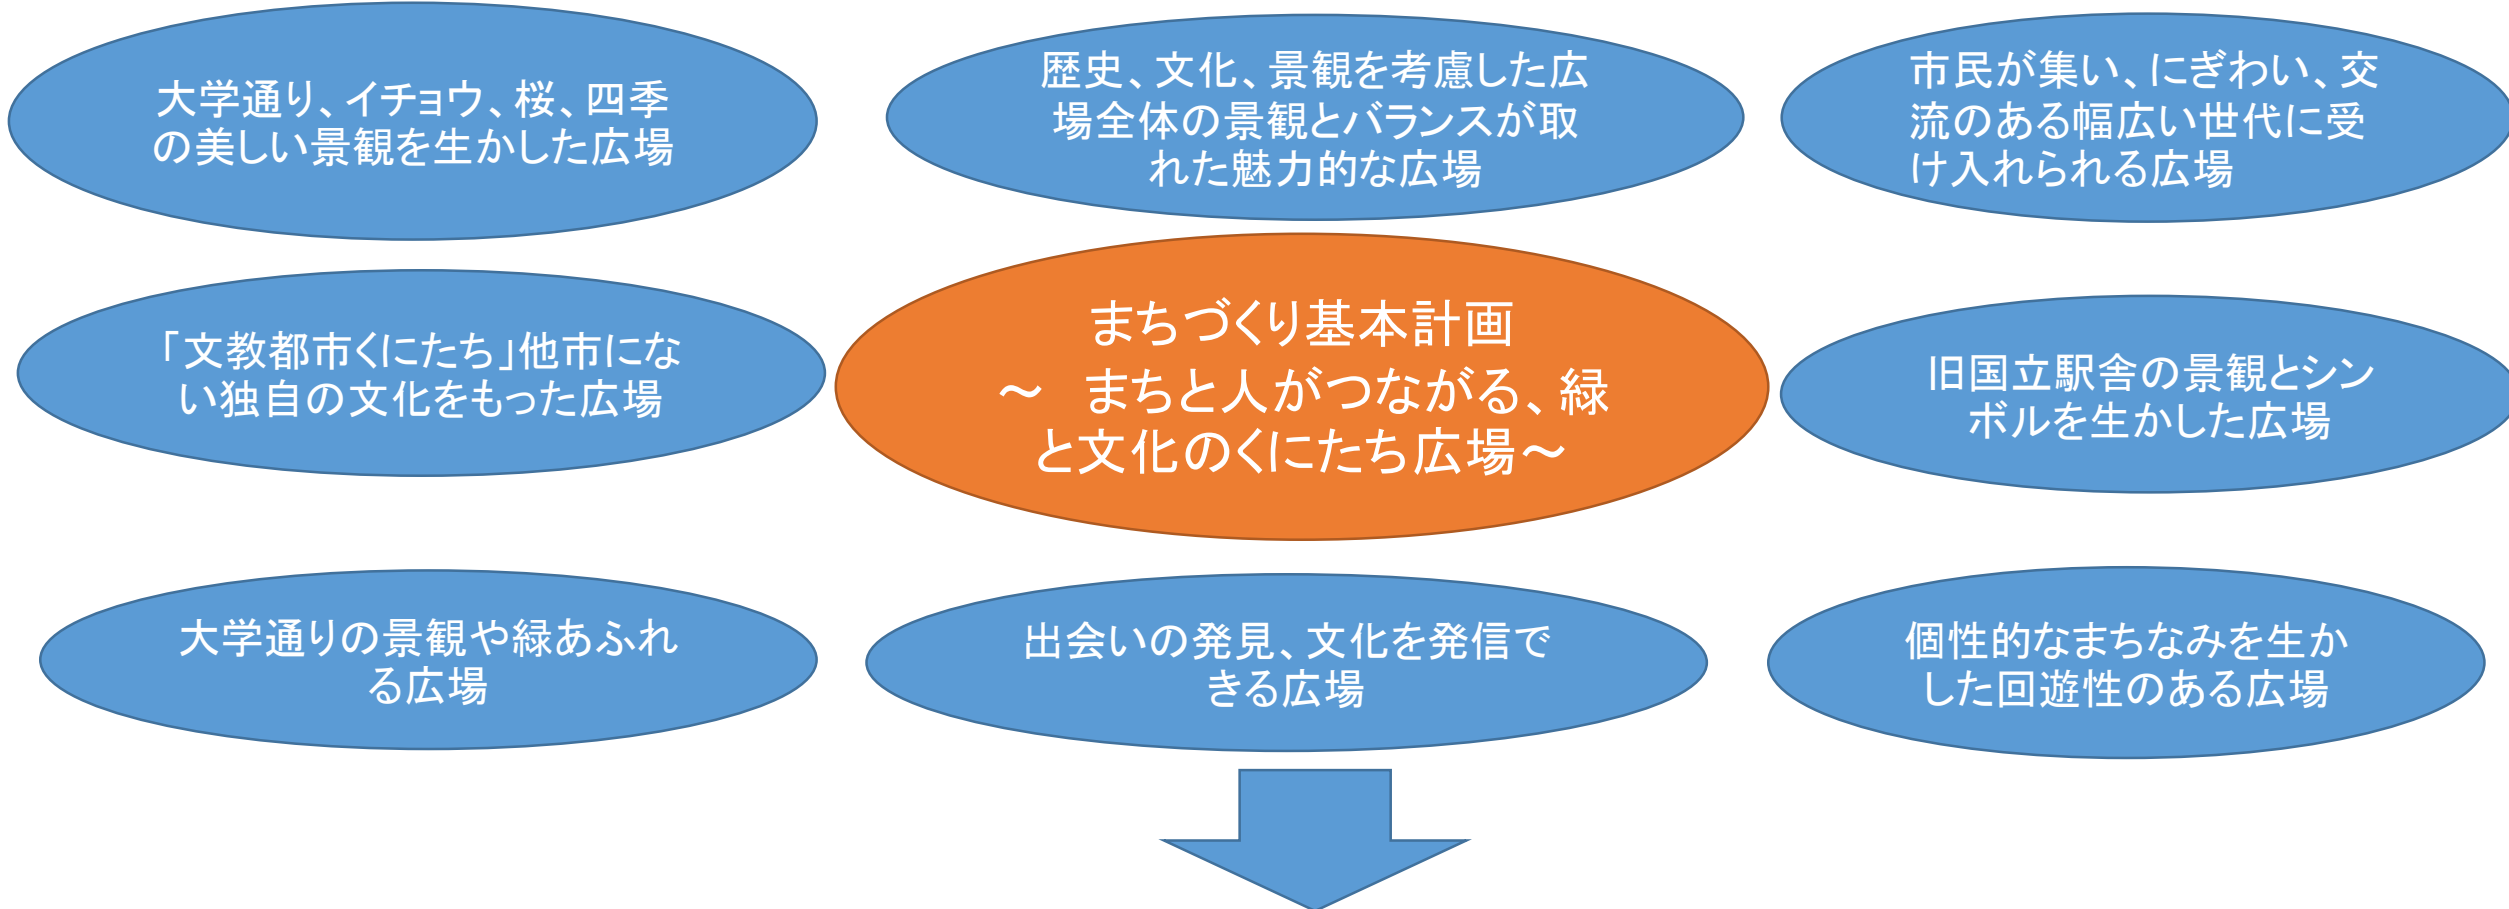 大学通り、イチョウ、桜、四季
の美しい景観を生かした広場
歴史、文化、景観を考慮した広
場全体の景観とバランスが取
れた魅力的な広場
市民が集い、にぎわい、交
流のある幅広い世代に受
け入れられる広場
「文教都市くにたち」他市にな
い独自の文化をもった広場
まちづくり基本計画
～　まちと人がつながる、緑
と文化のくにたち広場～
旧国立駅舎の景観とシン
ボルを生かした広場
大学通りの景観や緑あふれ
る広場
出会いの発見、文化を発信で
きる広場
個性的なまちなみを生か
した回遊性のある広場